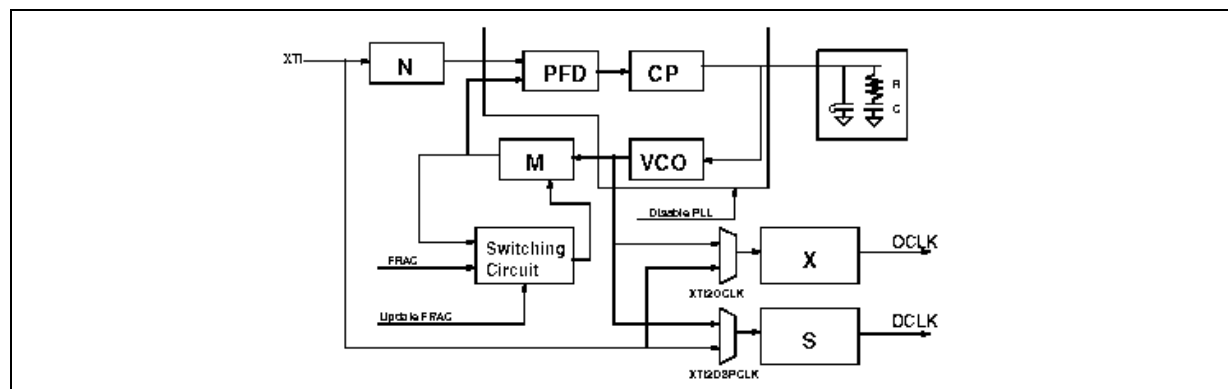 XTI
N
PFD
CP
R
C
C
M
VCO
Disable PLL
Switching
Circuit
FRAC
Update FRAC
X
OCLK
XTI2OCLK
S
DCLK
XTI2DSPCLK